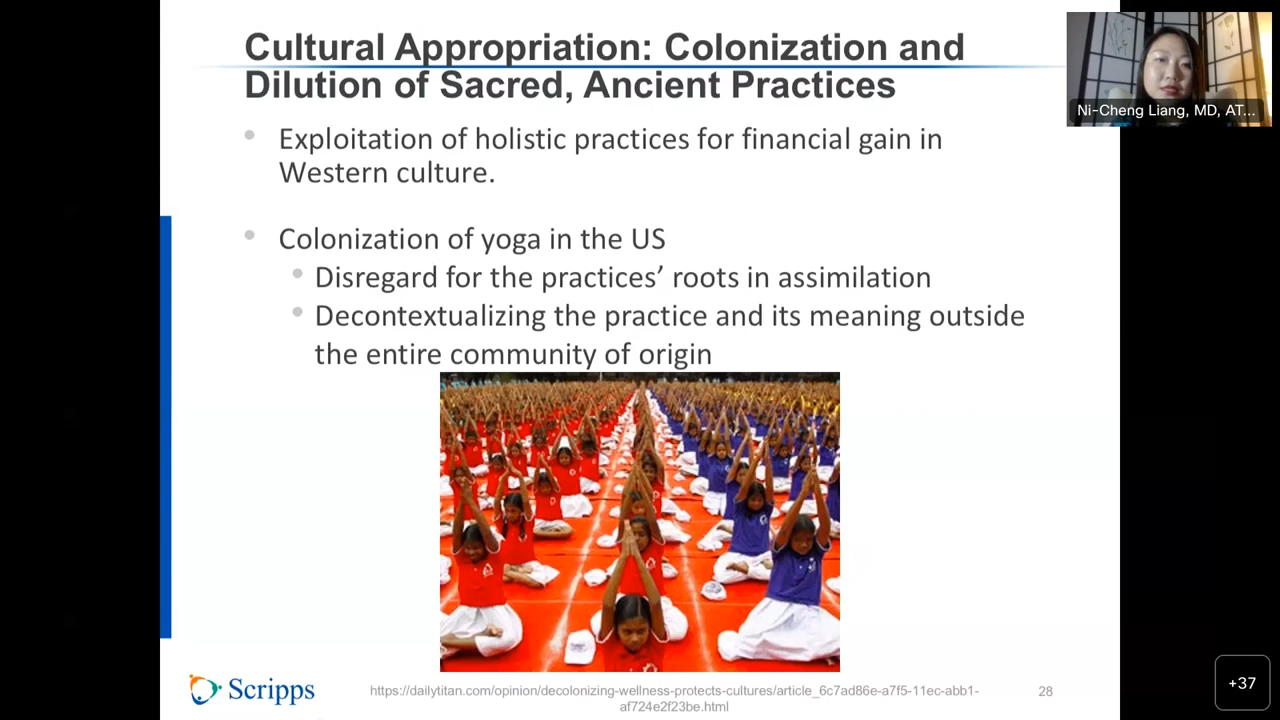 Cultural Appropriation: Colonization and
Dilution of Sacred, Ancient Practices
Ni-Cheng Liang, MD, AT...
• Exploitation of holistic practices for financial gain in
Western culture.
• Colonization of yoga in the US
• Disregard for the practices’ roots in assimilation
• Decontextualizing the practice and its meaning outside
the entire community of origin
Scripps
https://dailytitan.com/opinion/decolonizing-wellness-protects-cultures/article_6c7ad86e-a7f5-11ec-abb1-
af724e2f23be.html
28
+37